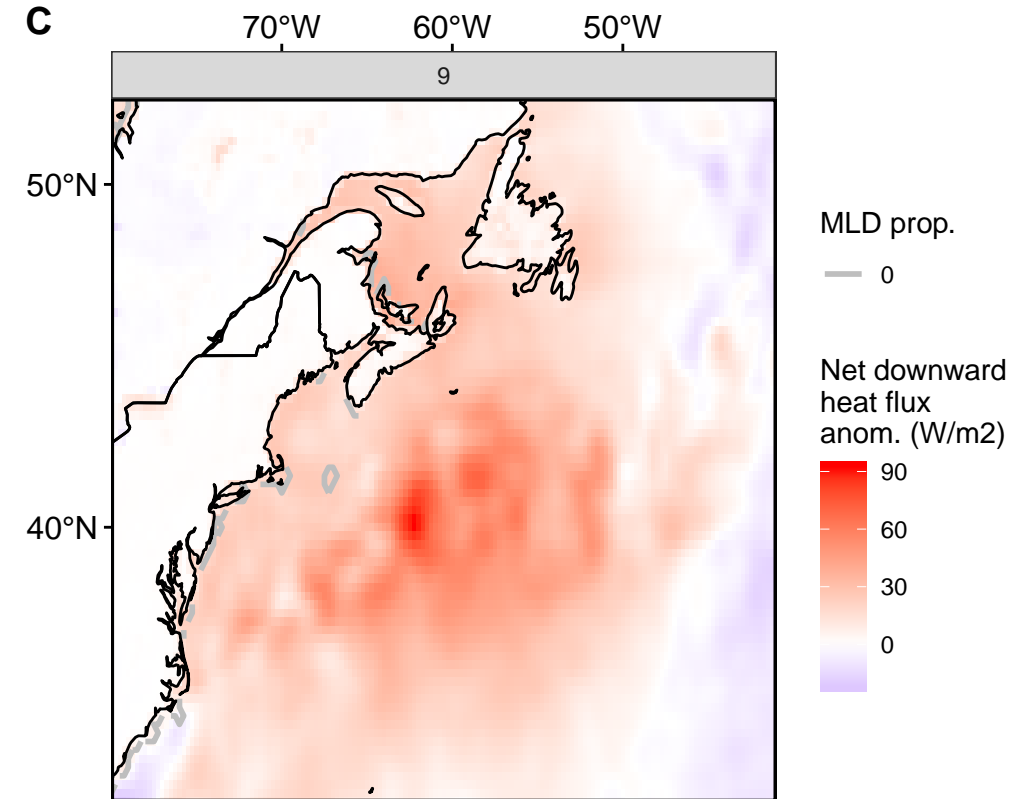 C
70°W 60°W 50°W
9
50°N
40°N
MLD prop.
0
Net downward
heat flux
anom. (W/m2)
90
60
30
0